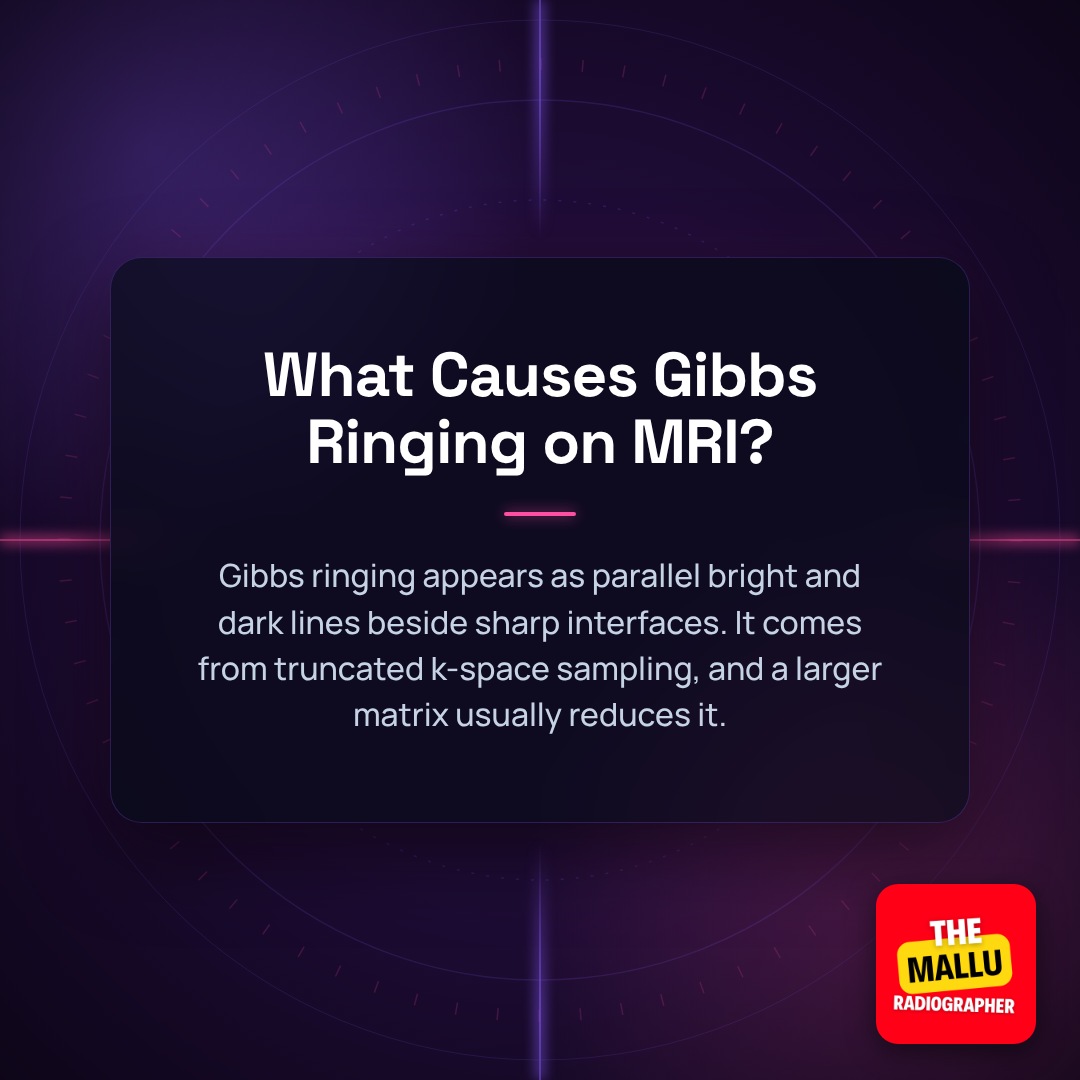 What Causes Gibbs
Ringing on MRI?
Gibbs ringing appears as parallel bright and
dark lines beside sharp interfaces. It comes
from truncated k-space sampling, and a larger
matrix usually reduces it.
THE
MALLU
RADIOGRAPHER